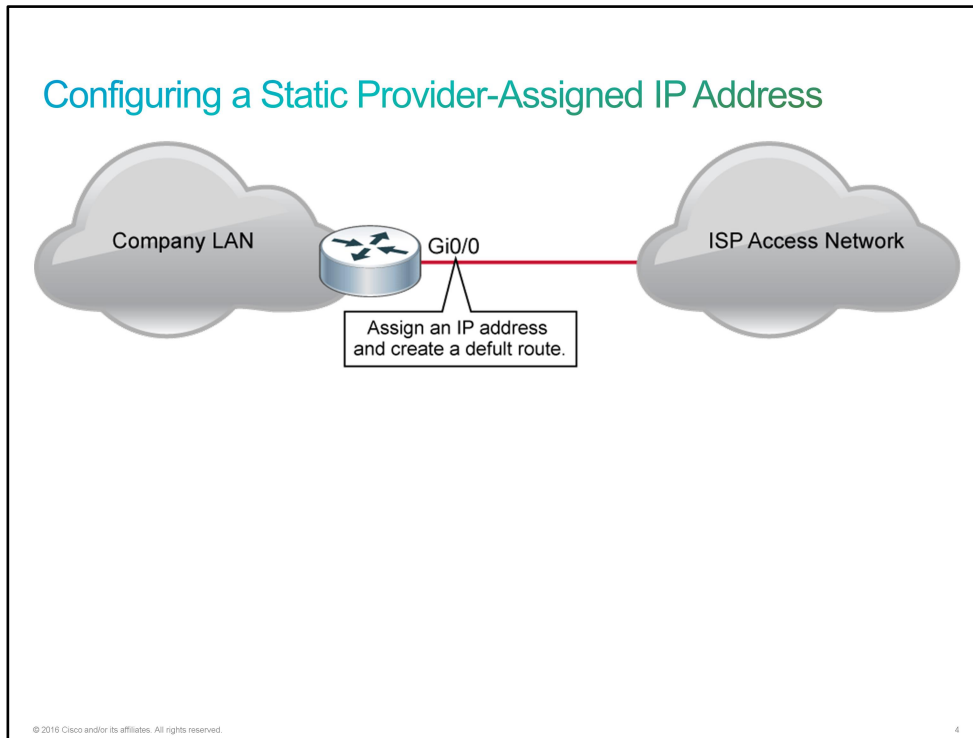 Configuring a Static Provider-Assigned IP Address
Company LAN
Gi0/0
ISP Access Network
Assign an IP address
and create a defult route.
© 2016 Cisco and/or its affiliates. All rights reserved.
4